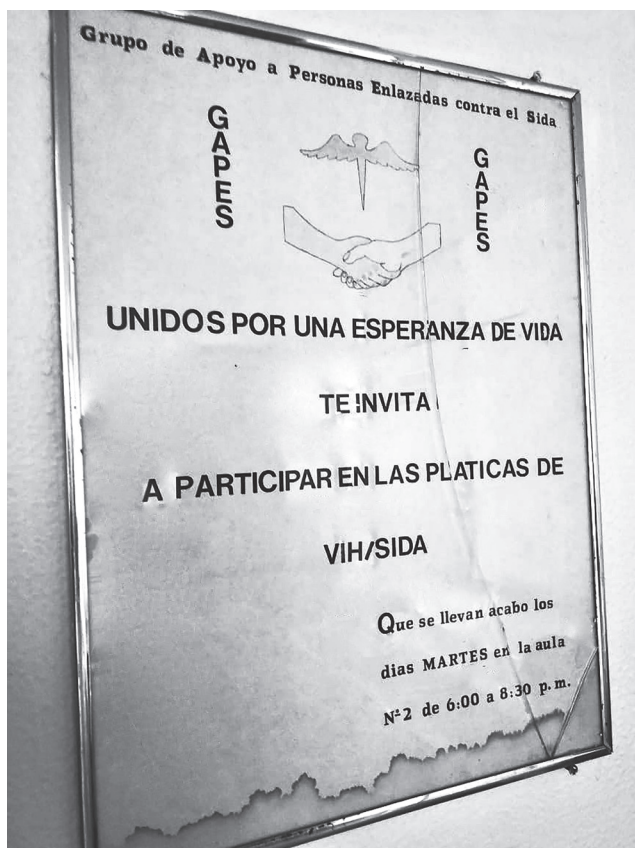 Grupo de Apoyo a Personas Enlazadas contra el Sida
GAPES
GAPES
UNIDOS POR UNA ESPERANZA DE VIDA
TE INVITA
A PARTICIPAR EN LAS PLATICAS DE
VIH/SIDA
Que se llevan acabo los
dias MARTES en la aula
Nº2 de 6:00 a 8:30 p.m.